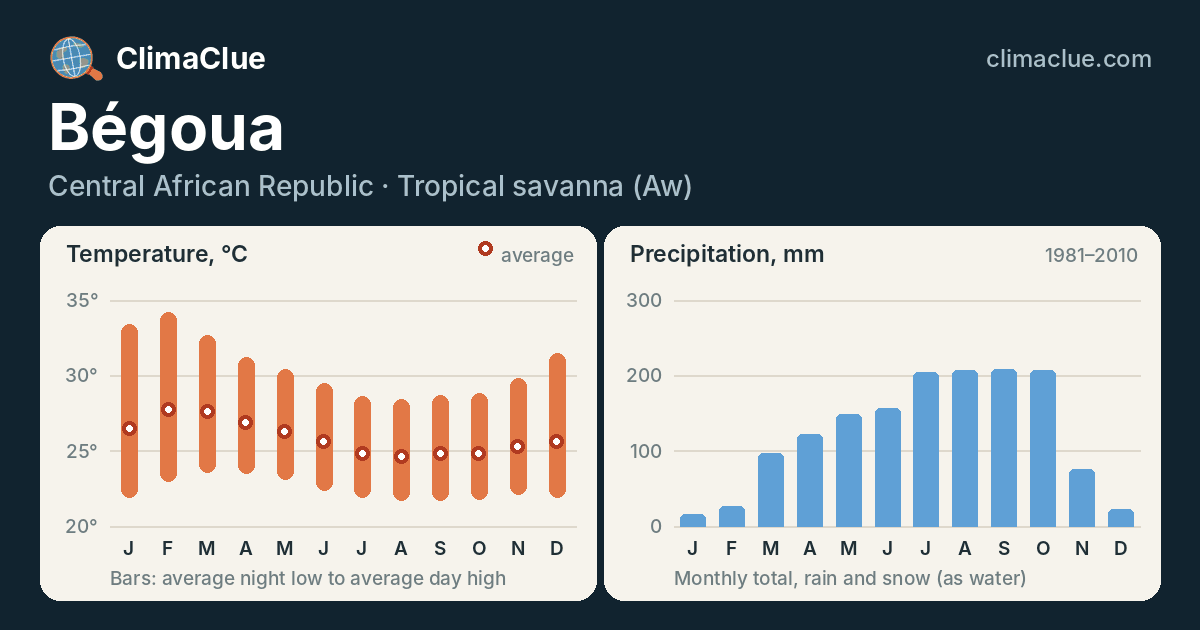 ClimaClue
climaclue.com
Bégoua
Central African Republic · Tropical savanna (Aw)
Temperature, °C
average
35°
30°
25°
20°
J F M A M J J A S O N D
Bars: average night low to average day high
Precipitation, mm
1981–2010
300
200
100
0
J F M A M J J A S O N D
Monthly total, rain and snow (as water)